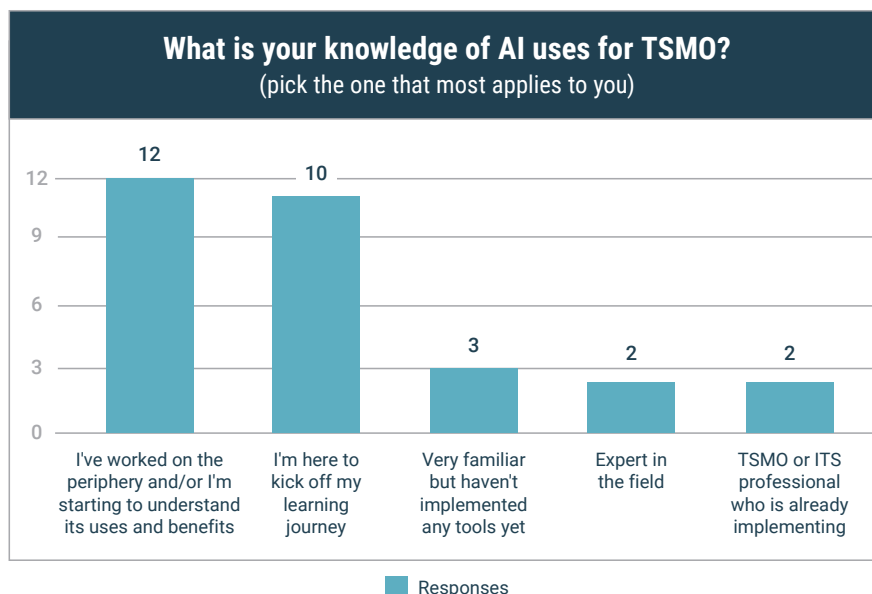 What is your knowledge of AI uses for TSMO?
(pick the one that most applies to you)
12
10
3
2
2
12
9
6
3
0
I've worked on the
periphery and/or I'm
starting to understand
its uses and benefits
I'm here to
kick off my
learning
journey
Very familiar
but haven't
implemented
any tools yet
Expert in
the field
TSMO or ITS
professional
who is already
implementing
Responses